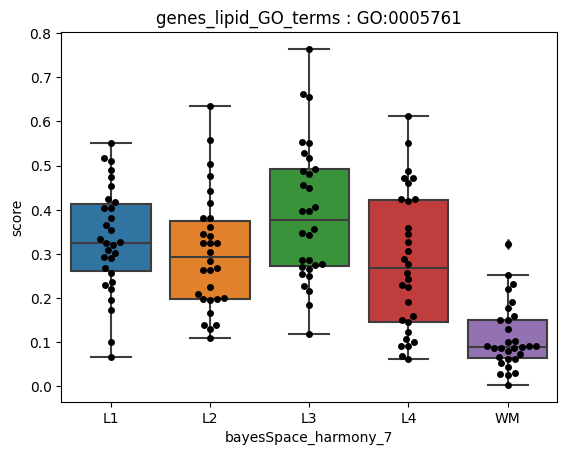 genes_lipid_GO_terms : GO:0005761
0.8
0.7
0.6
0.5
0.4
0.3
0.2
0.1
0.0
score
L1 L2 L3 L4 WM
bayesSpace_harmony_7